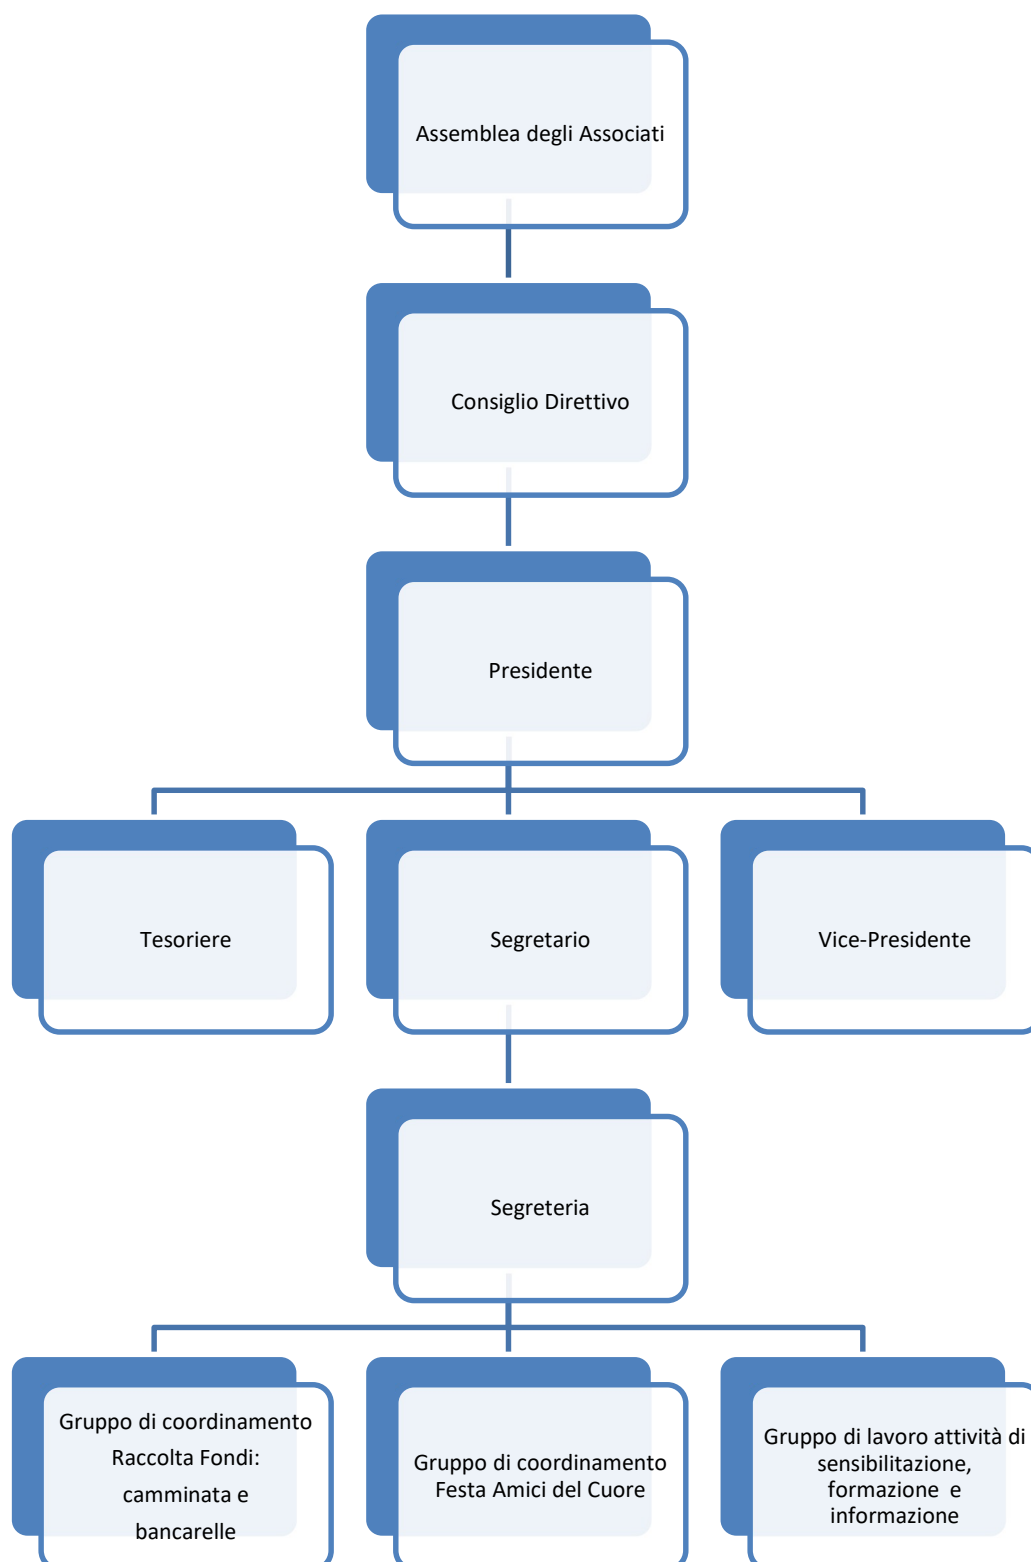 Assemblea degli Associati
Consiglio Direttivo
Presidente
Tesoriere
Segretario
Vice-Presidente
Segreteria
Gruppo di coordinamento
Raccolta Fondi:
camminata e
bancarelle
Gruppo di coordinamento
Festa Amici del Cuore
Gruppo di lavoro attività di
sensibilitazione,
formazione e
informazione